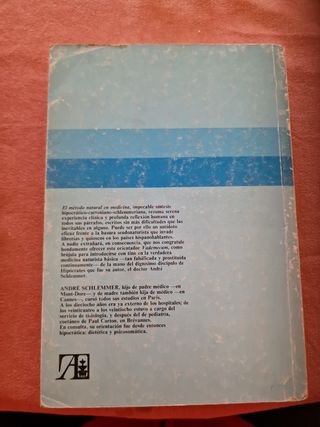 El método natural en medicina, impecable síntesis
hipocrático-cartoniano-schlemmeriana, rezuma serena
experiencia clínica y profunda reflexión humana en
todos sus párrafos, escritos sin más dificultades que las
inevitables en alguno. Puede ser por ello un antídoto
eficaz frente a la basura seudonaturista que invade
librerías y quioscos en los países hispanohablantes.
A nadie extrañará, en consecuencia, que nos congratule
hondamente ofrecer este orientador Vademecum, como
brújula para introducirse con tino en la verdadera
medicina naturista básica —tan falsificada y prostituida
continuamente— de la mano del dignísimo discípulo de
Hipócrates que fue su autor, el doctor André
Schlemmer.
ANDRE SCHLEMMER, hijo de padre médico —en
Mont-Dore— y de madre también hija de médico —en
Cannes—, cursó todos sus estudios en París.
A los dieciocho años era ya externo de los hospitales; de
los veinticuatro a los veintiocho estuvo a cargo del
servicio de tisiología, y después del de pediatría,
coetáneo de Paul Carton, en Brévannes.
En consulta, su orientación fue desde entonces
hipocrática: dietética y psicosomática.